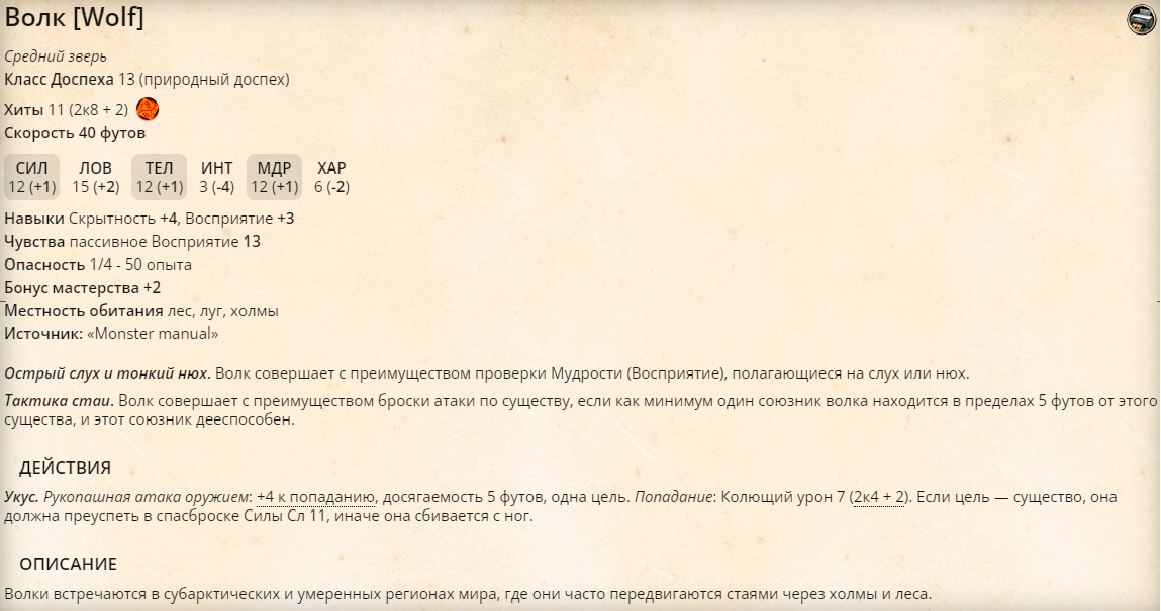 Волк [Wolf]
Средний зверь
Класс Доспеха 13 (природный доспех)
Хиты 11 (2к8 + 2)
Скорость 40 футов
СИЛ ЛОВ ТЕЛ ИНТ МДР ХАР
12 (+1) 15 (+2) 12 (+1) 3 (-4) 12 (+1) 6 (-2)
Навыки Скрытность +4, Восприятие +3
Чувства пассивное Восприятие 13
Опасность 1/4 - 50 опыта
Бонус мастерства +2
Местность обитания лес, луг, холмы
Источник: «Monster manual»
Острый слух и тонкий нюх. Волк совершает с преимуществом проверки Мудрости (Восприятие), полагающиеся на слух или нюх.
Тактика стаи. Волк совершает с преимуществом броски атаки по существу, если как минимум один союзник волка находится в пределах 5 футов от этого
существа, и этот союзник дееспособен.
ДЕЙСТВИЯ
Укус. Рукопашная атака оружием: +4 к попаданию, досягаемость 5 футов, одна цель. Попадание: Колющий урон 7 (2к4 + 2). Если цель — существо, она
должна преуспеть в спасброске Силы Сл 11, иначе она сбивается с ног.
ОПИСАНИЕ
Волки встречаются в субарктических и умеренных регионах мира, где они часто передвигаются стаями через холмы и леса.